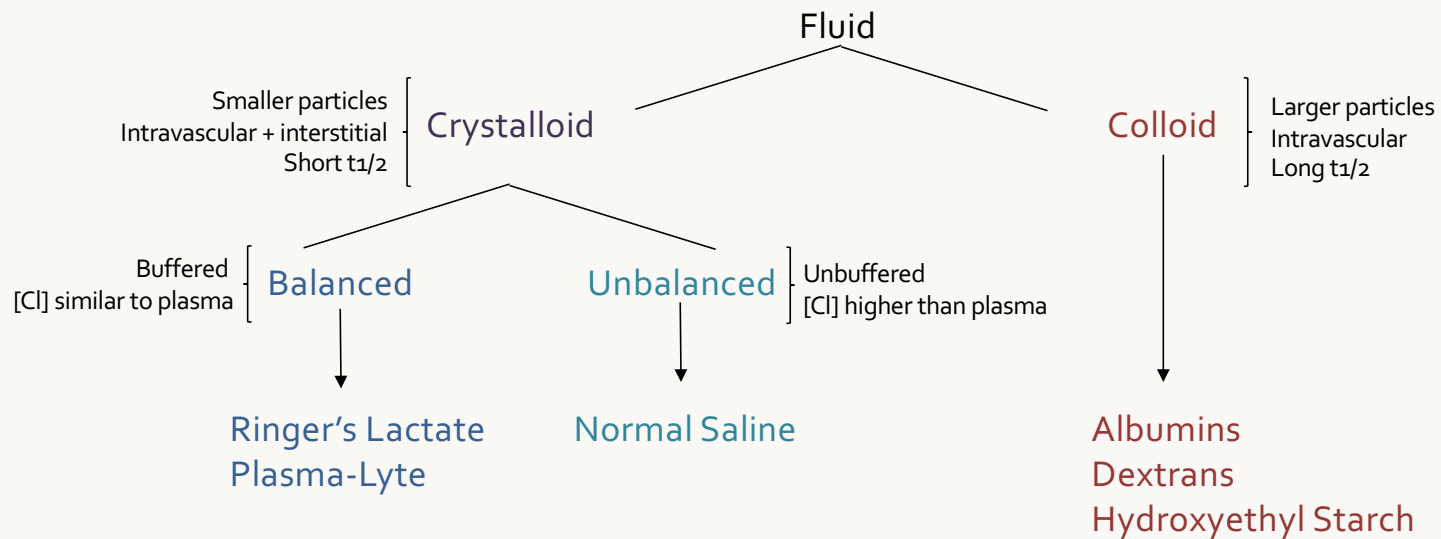 Fluid
Smaller particles
Intravascular + interstitial
Short t1/2
Crystalloid
Colloid
Larger particles
Intravascular
Long t1/2
Buffered
[Cl] similar to plasma
Balanced
Unbalanced
Unbuffered
[Cl] higher than plasma
Ringer’s Lactate
Plasma-Lyte
Normal Saline
Albumins
Dextrans
Hydroxyethyl Starch